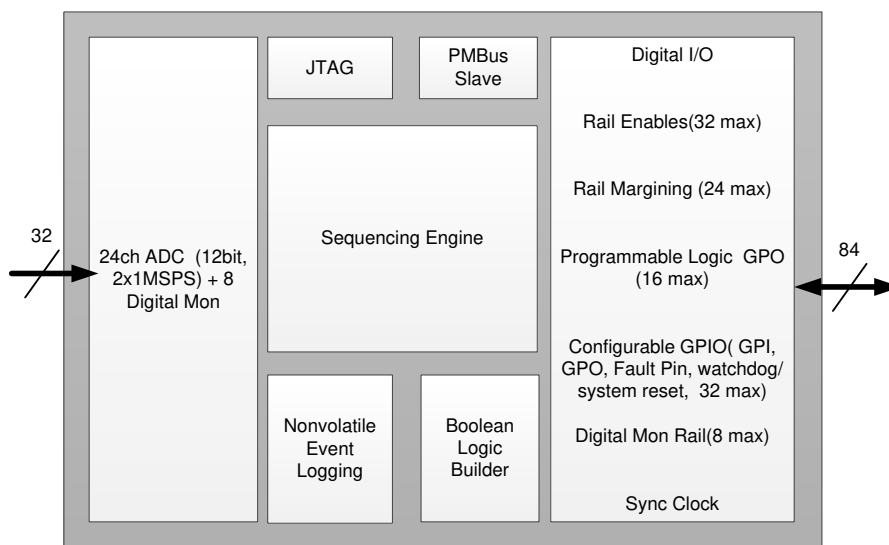 32
24ch ADC (12bit,
2x1MSPS) + 8
Digital Mon
JTAG
PMBus
Slave
Sequencing Engine
Nonvolatile
Event
Logging
Boolean
Logic
Builder
Digital I/O
Rail Enables(32 max)
Rail Margining (24 max)
Programmable Logic GPO
(16 max)
Configurable GPIO( GPI,
GPO, Fault Pin, watchdog/
system reset, 32 max)
Digital Mon Rail(8 max)
Sync Clock
84